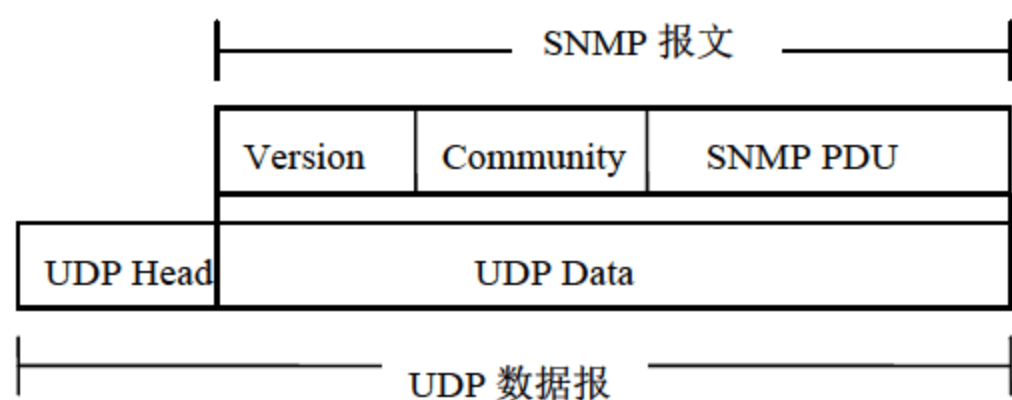 SNMP 报文
Version Community SNMP PDU
UDP Head UDP Data
UDP 数据报